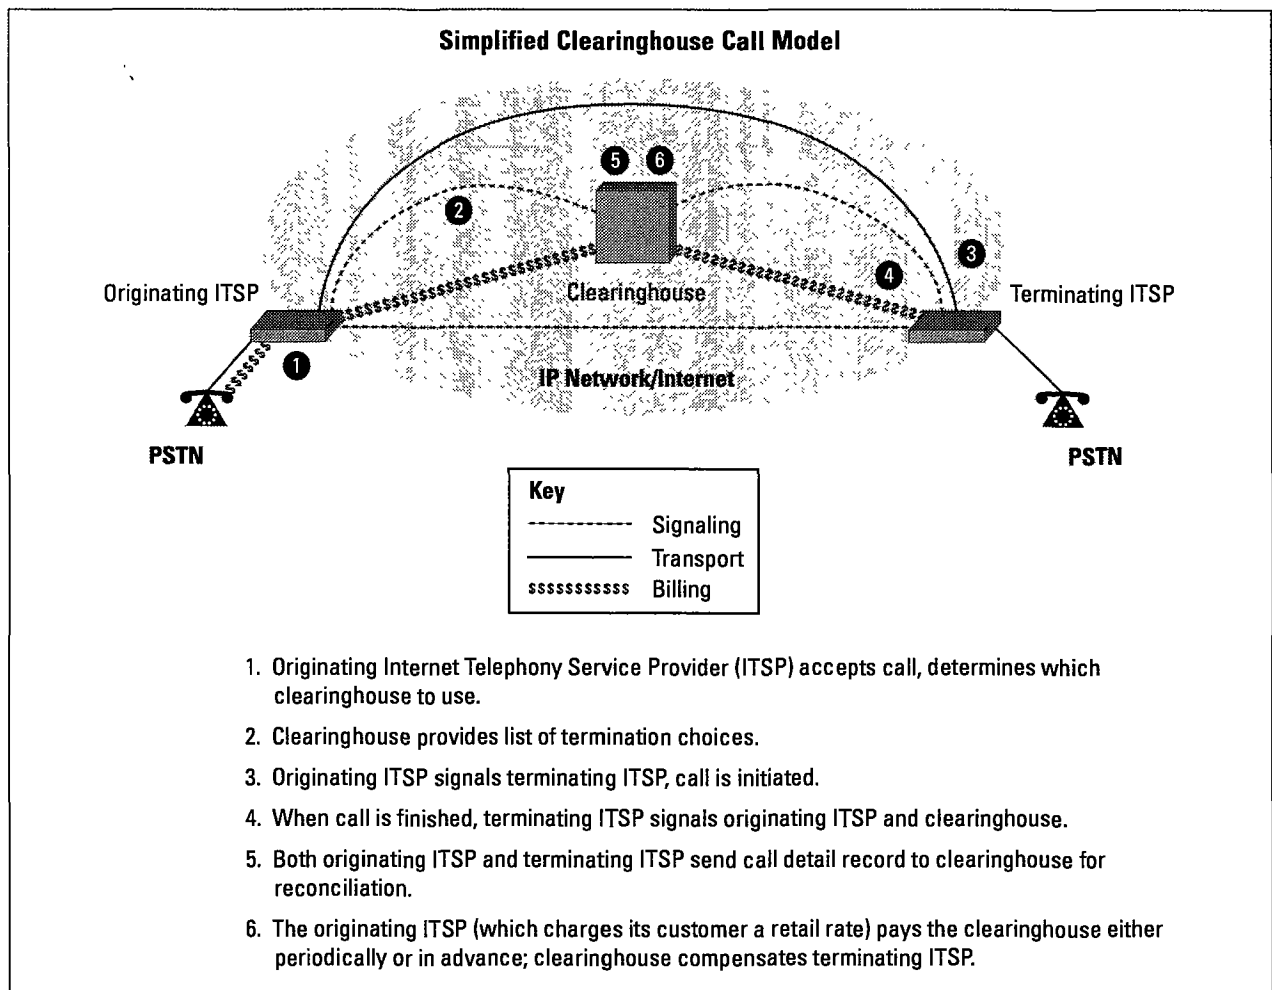 Simplified Clearinghouse Call Model
5 6
2
3
4
Originating ITSP
Clearinghouse
Terminating ITSP
1
IP Network/Internet
PSTN
PSTN
Key
Signaling
Transport
sssssssssss Billing
1. Originating Internet Telephony Service Provider (ITSP) accepts call, determines which
clearinghouse to use.
2. Clearinghouse provides list of termination choices.
3. Originating ITSP signals terminating ITSP, call is initiated.
4. When call is finished, terminating ITSP signals originating ITSP and clearinghouse.
5. Both originating ITSP and terminating ITSP send call detail record to clearinghouse for
reconciliation.
6. The originating ITSP (which charges its customer a retail rate) pays the clearinghouse either
periodically or in advance; clearinghouse compensates terminating ITSP.